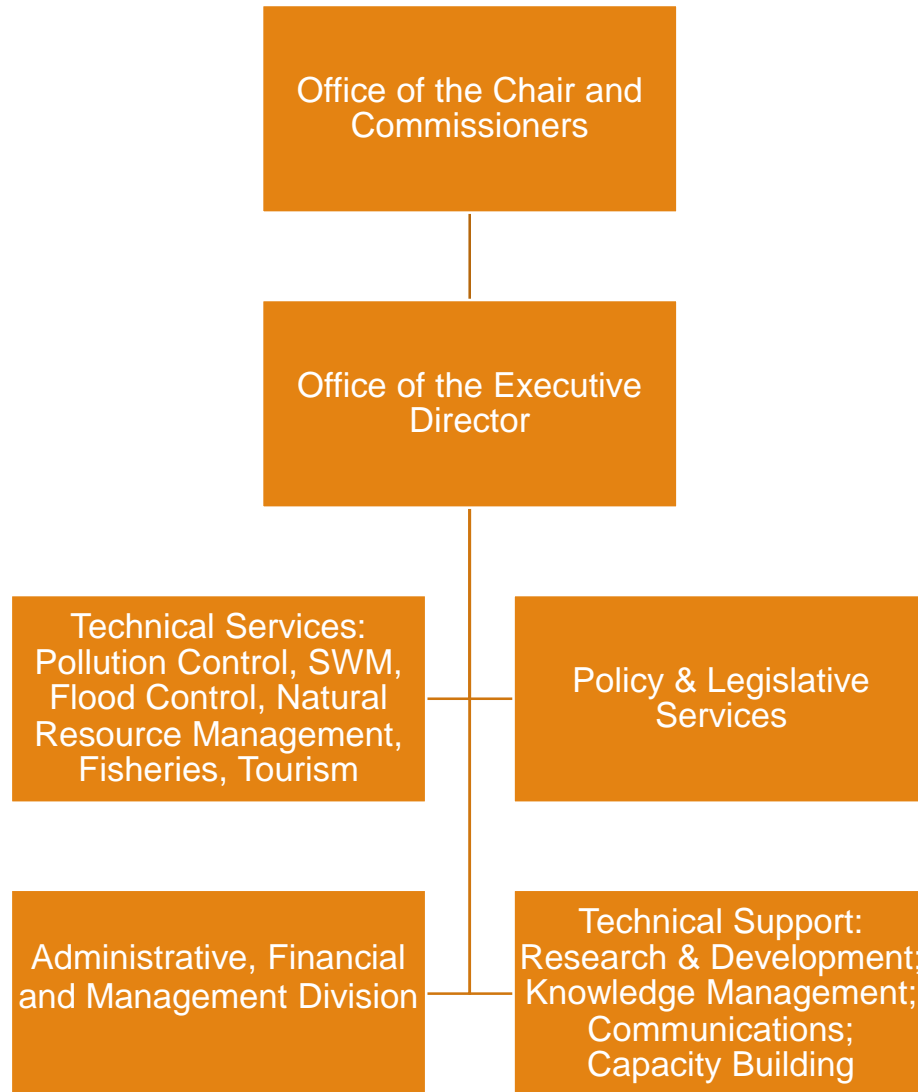 Office of the Chair and
Commissioners
Office of the Executive
Director
Technical Services:
Pollution Control, SWM,
Flood Control, Natural
Resource Management,
Fisheries, Tourism
Policy & Legislative
Services
Administrative, Financial
and Management Division
Technical Support:
Research & Development;
Knowledge Management;
Communications;
Capacity Building